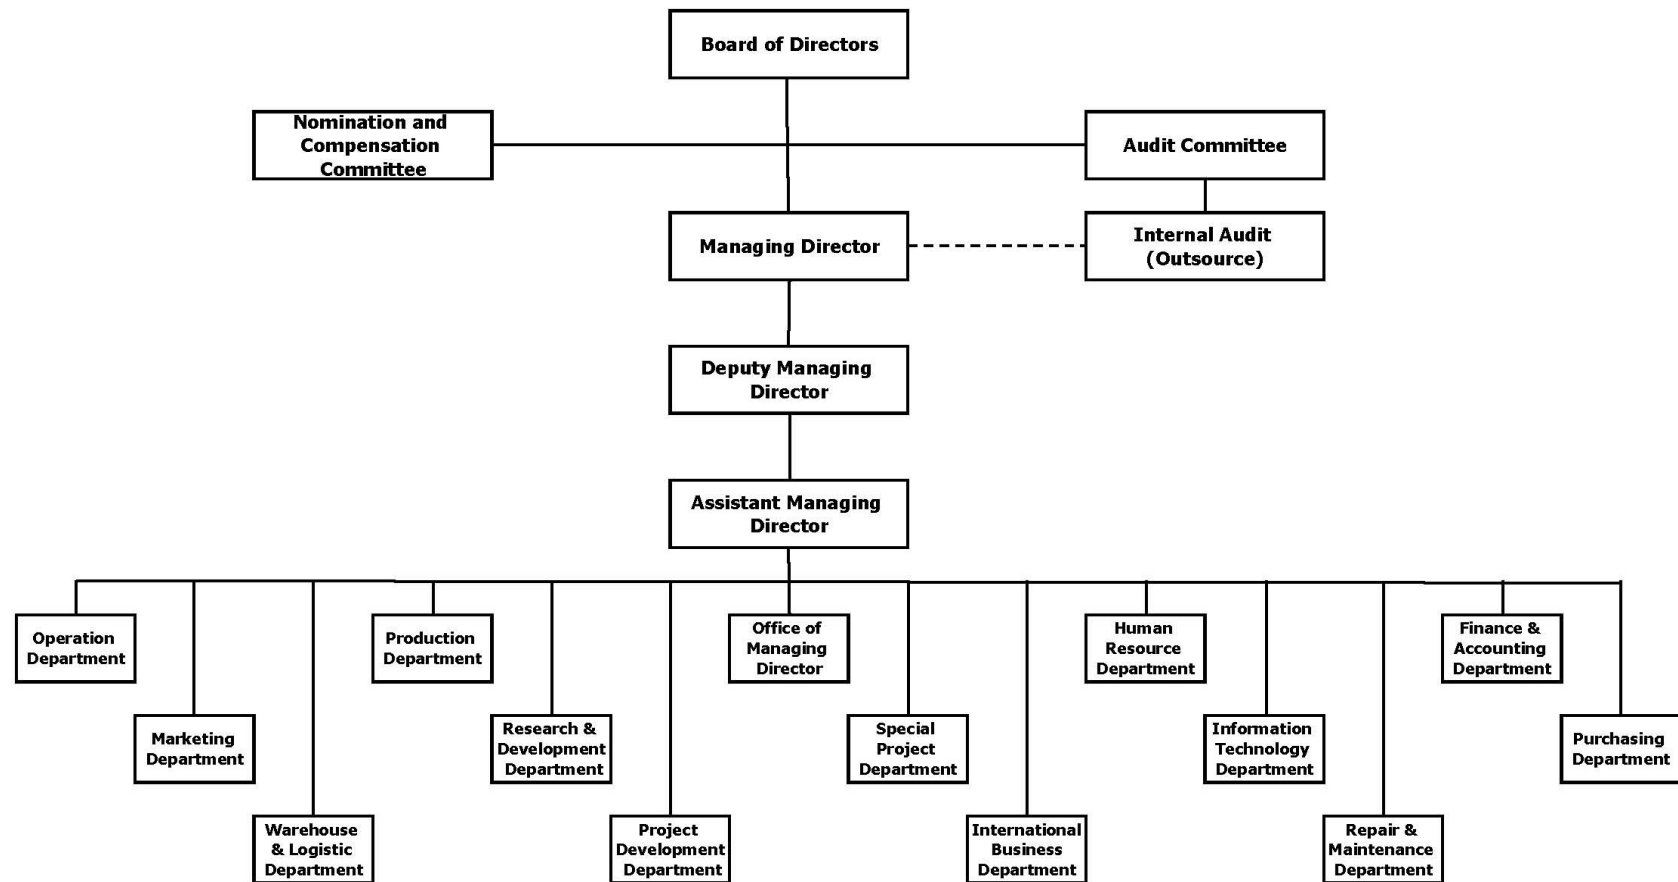 Board of Directors
Nomination and
Compensation
Committee
Audit Committee
Managing Director
Internal Audit
(Outsource)
Deputy Managing
Director
Assistant Managing
Director
Operation
Department
Production
Department
Office of
Managing
Director
Human
Resource
Department
Finance &
Accounting
Department
Marketing
Department
Research &
Development
Department
Special
Project
Department
Information
Technology
Department
Purchasing
Department
Warehouse
& Logistic
Department
Project
Development
Department
International
Business
Department
Repair &
Maintenance
Department